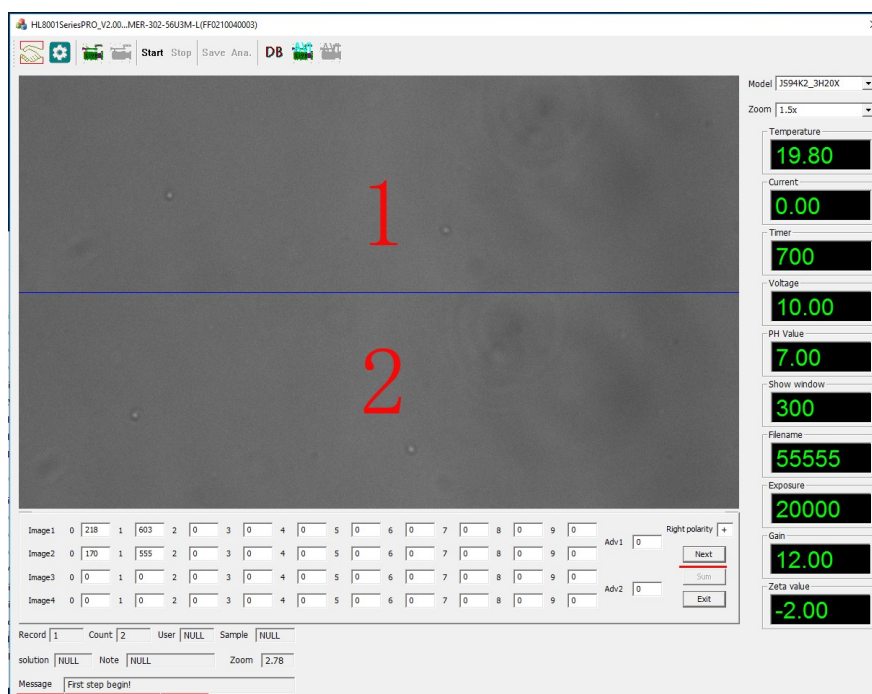 HL8001SeriesPRO_V2.00...MER-302-56U3M-L(FF0210040003)
Start Stop Save Ana. DB
Model JS94K2_3H20X
Zoom 1.5x
1
2
Temperature
19.80
Current
0.00
Timer
700
Voltage
10.00
PH Value
7.00
Show window
300
Filename
55555
Exposure
20000
Gain
12.00
Zeta value
-2.00
Image1 0 218 1 603 2 0 3 0 4 0 5 0 6 0 7 0 8 0 9 0
Image2 0 170 1 555 2 0 3 0 4 0 5 0 6 0 7 0 8 0 9 0
Image3 0 0 1 0 2 0 3 0 4 0 5 0 6 0 7 0 8 0 9 0
Image4 0 0 1 0 2 0 3 0 4 0 5 0 6 0 7 0 8 0 9 0
Adv1 0
Adv2 0
Right polarity +
Next
Sum
Exit
Record 1 Count 2 User NULL Sample NULL
solution NULL Note NULL Zoom 2.78
Message First step begin!